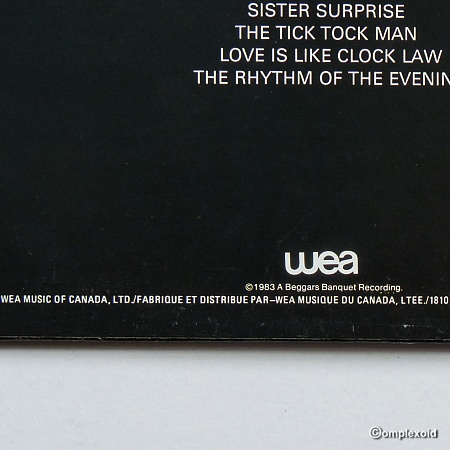 SISTER SURPRISE
THE TICK TOCK MAN
LOVE IS LIKE CLOCK LAW
THE RHYTHM OF THE EVENIN
wea
©1983 A Beggars Banquet Recording.
WEA MUSIC OF CANADA, LTD./FABRIQUE ET DISTRIBUE PAR–WEA MUSIQUE DU CANADA, LTEE./1810
©omplexoid